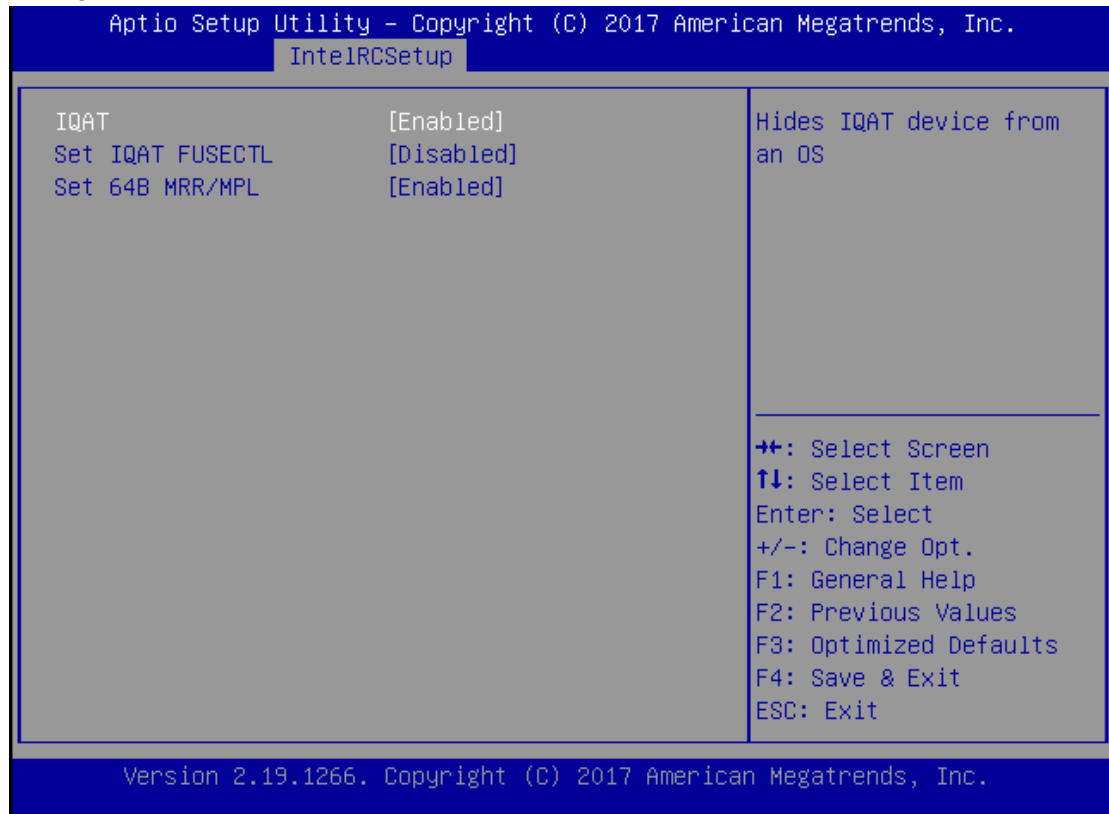 Aptio Setup Utility – Copyright (C) 2017 American Megatrends, Inc.
IntelRCSetup
IQAT [Enabled]
Set IQAT FUSECTL [Disabled]
Set 64B MRR/MPL [Enabled]
Hides IQAT device from
an OS
→←: Select Screen
↑↓: Select Item
Enter: Select
+/-: Change Opt.
F1: General Help
F2: Previous Values
F3: Optimized Defaults
F4: Save & Exit
ESC: Exit
Version 2.19.1266. Copyright (C) 2017 American Megatrends, Inc.